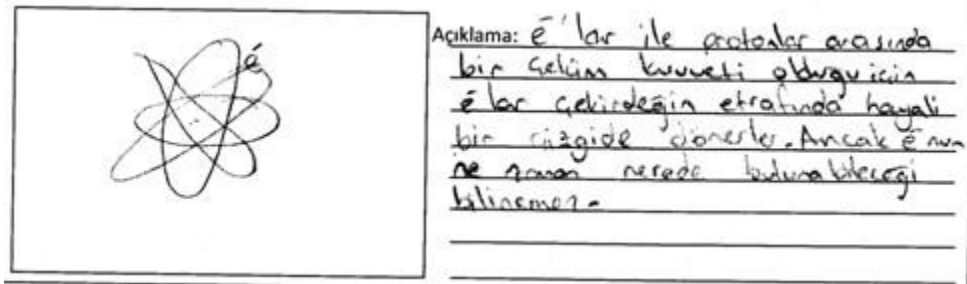 é
Açıklama: é'lar ile protonlar arasında
bir çekim kuvveti olduğu için
é lar çekirdeğin etrafında hayali
bir çizgide dönerler. Ancak é nun
ne zaman nerede bulunabileceği
bilinemez.